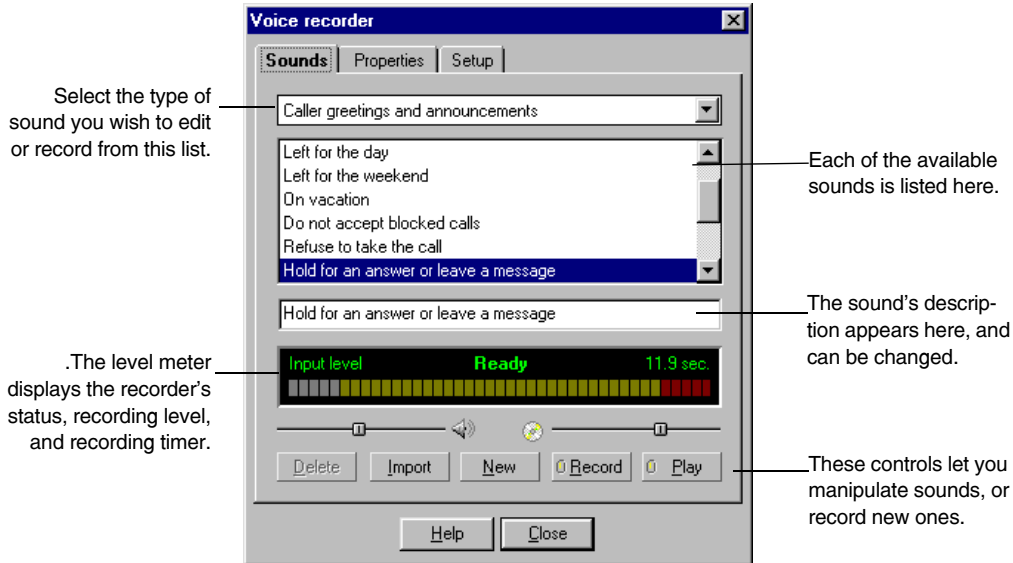 Voice recorder
Sounds
Properties
Setup
Select the type of
sound you wish to edit
or record from this list.
Caller greetings and announcements
Left for the day
Left for the weekend
On vacation
Do not accept blocked calls
Refuse to take the call
Hold for an answer or leave a message
Each of the available
sounds is listed here.
Hold for an answer or leave a message
The sound's descrip-
tion appears here, and
can be changed.
.The level meter
displays the recorder's
status, recording level,
and recording timer.
Input level
Ready
11.9 sec.
Delete
Import
New
Record
Play
These controls let you
manipulate sounds, or
record new ones.
Help
Close